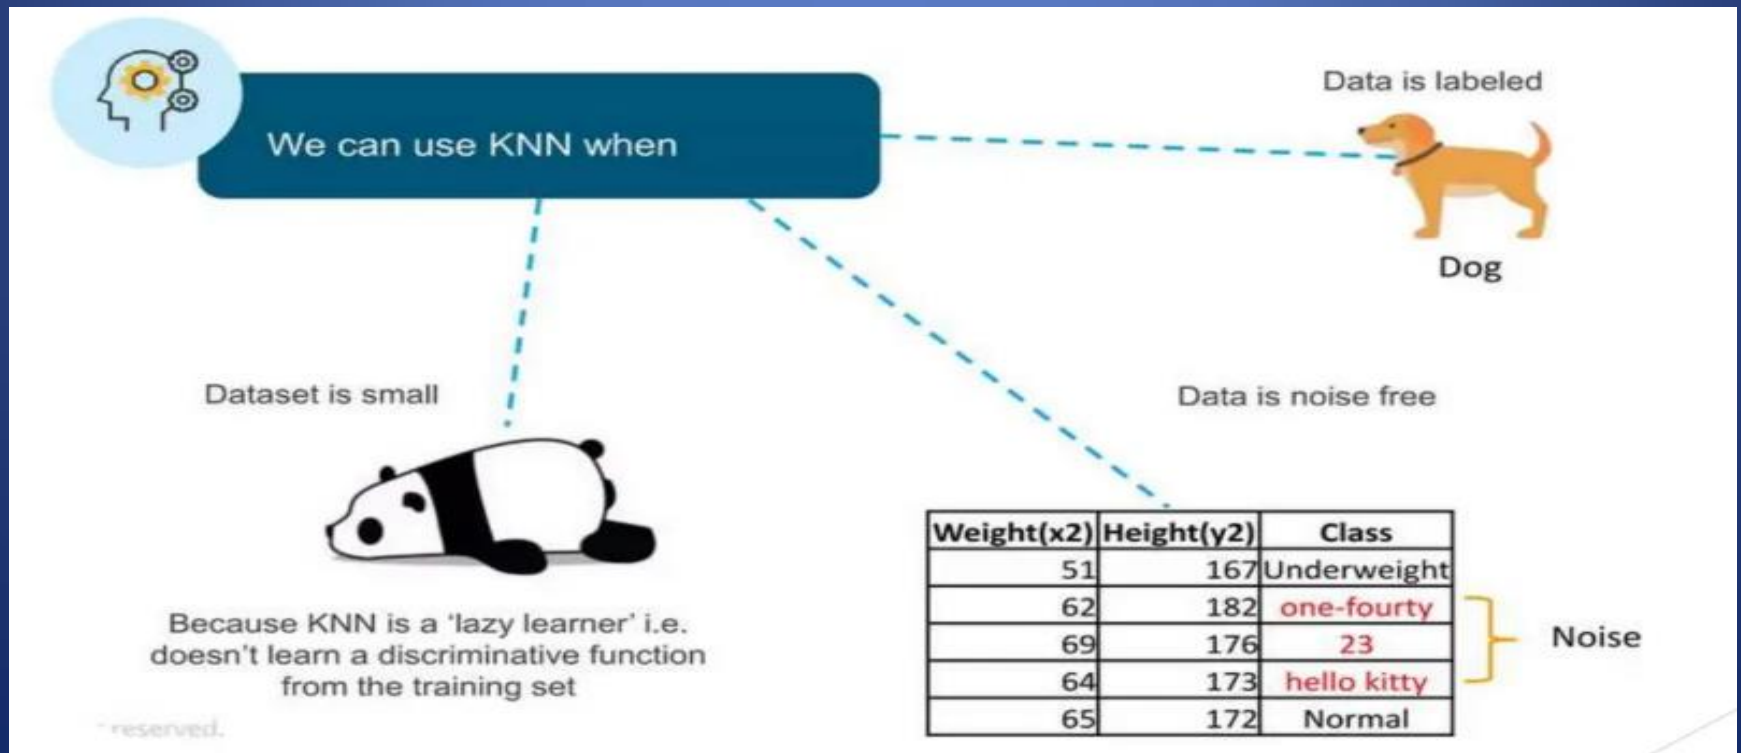 We can use KNN when
Data is labeled
Dog
Dataset is small
Because KNN is a ‘lazy learner’ i.e.
doesn’t learn a discriminative function
from the training set
Data is noise free
Weight(x2) Height(y2) Class
51 167 Underweight
62 182 one-fourty
69 176 23
64 173 hello kitty
65 172 Normal
Noise
reserved.